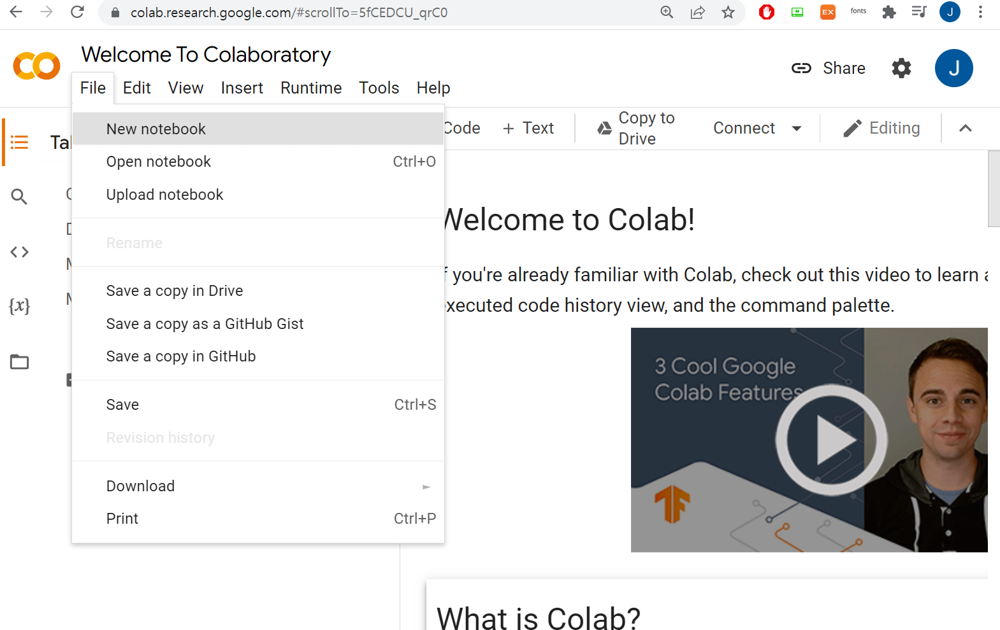 colab.research.google.com/#scrollTo=5fCEDCU_qrC0
N
EX
fonts
J
Welcome To Colaboratory
Share
J
File Edit View Insert Runtime Tools Help
New notebook
Open notebook Ctrl+O
Upload notebook
Rename
Save a copy in Drive
Save a copy as a GitHub Gist
Save a copy in GitHub
Save Ctrl+S
Revision history
Download
Print Ctrl+P
{x}
Code + Text
Copy to
Drive
Connect
Editing
Welcome to Colab!
you're already familiar with Colab, check out this video to learn
executed code history view, and the command palette.
3 Cool Google
Colab Features
What is Colab?